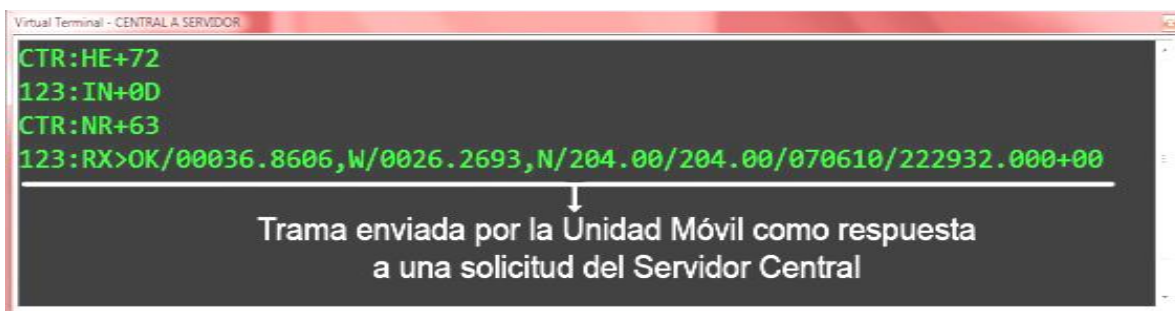 Virtual Terminal - CENTRAL A SERVIDOR
CTR:HE+72
123:IN+0D
CTR:NR+63
123:RX>OK/00036.8606,W/0026.2693,N/204.00/204.00/070610/222932.000+00
Trama enviada por la Unidad Móvil como respuesta
a una solicitud del Servidor Central